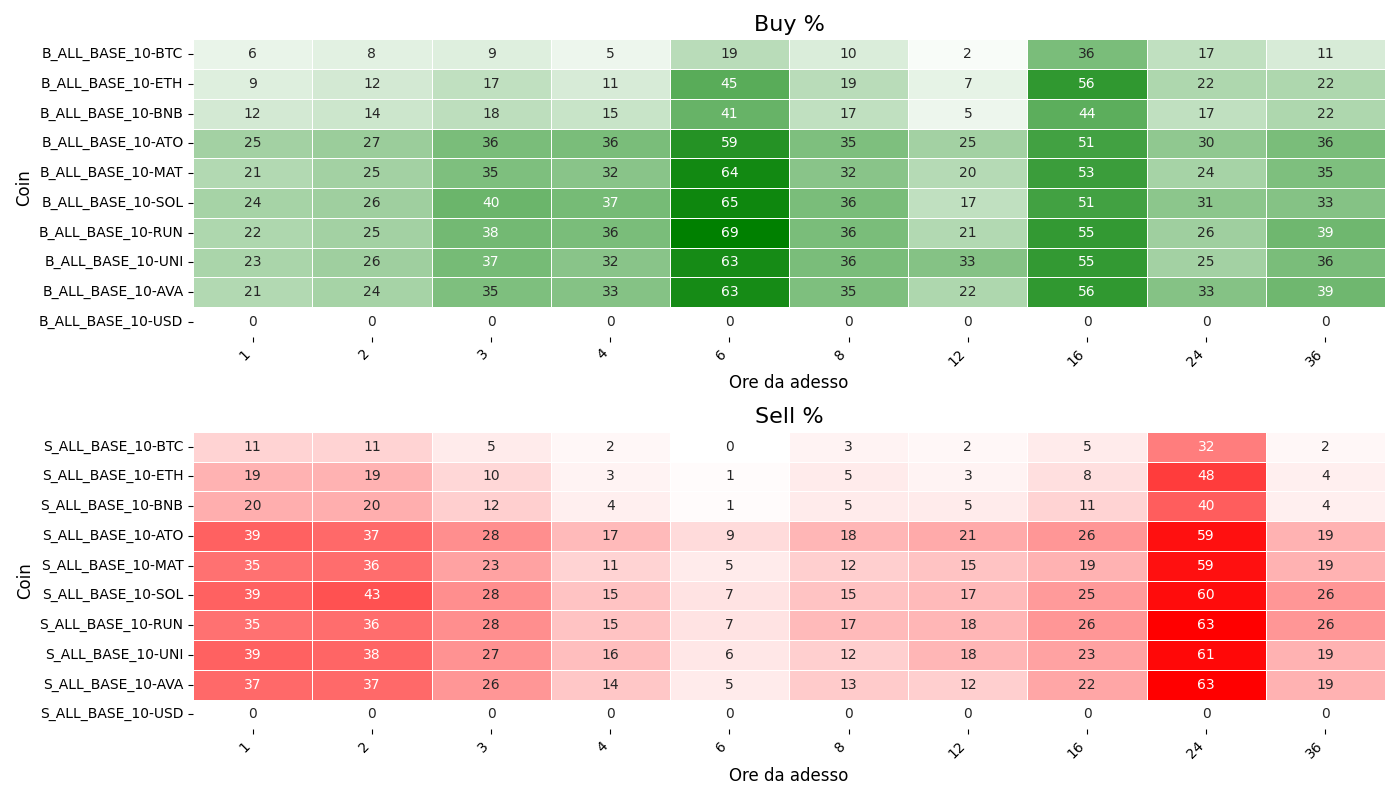 Buy %
Coin
B_ALL_BASE_10-BTC 6 8 9 5 19 10 2 36 17 11
B_ALL_BASE_10-ETH 9 12 17 11 45 19 7 56 22 22
B_ALL_BASE_10-BNB 12 14 18 15 41 17 5 44 17 22
B_ALL_BASE_10-ATO 25 27 36 36 59 35 25 51 30 36
B_ALL_BASE_10-MAT 21 25 35 32 64 32 20 53 24 35
B_ALL_BASE_10-SOL 24 26 40 37 65 36 17 51 31 33
B_ALL_BASE_10-RUN 22 25 38 36 69 36 21 55 26 39
B_ALL_BASE_10-UNI 23 26 37 32 63 36 33 55 25 36
B_ALL_BASE_10-AVA 21 24 35 33 63 35 22 56 33 39
B_ALL_BASE_10-USD 0 0 0 0 0 0 0 0 0 0
1 2 3 4 6 8 12 16 24 36
Ore da adesso
Sell %
Coin
S_ALL_BASE_10-BTC 11 11 5 2 0 3 2 5 32 2
S_ALL_BASE_10-ETH 19 19 10 3 1 5 3 8 48 4
S_ALL_BASE_10-BNB 20 20 12 4 1 5 5 11 40 4
S_ALL_BASE_10-ATO 39 37 28 17 9 18 21 26 59 19
S_ALL_BASE_10-MAT 35 36 23 11 5 12 15 19 59 19
S_ALL_BASE_10-SOL 39 43 28 15 7 15 17 25 60 26
S_ALL_BASE_10-RUN 35 36 28 15 7 17 18 26 63 26
S_ALL_BASE_10-UNI 39 38 27 16 6 12 18 23 61 19
S_ALL_BASE_10-AVA 37 37 26 14 5 13 12 22 63 19
S_ALL_BASE_10-USD 0 0 0 0 0 0 0 0 0 0
1 2 3 4 6 8 12 16 24 36
Ore da adesso